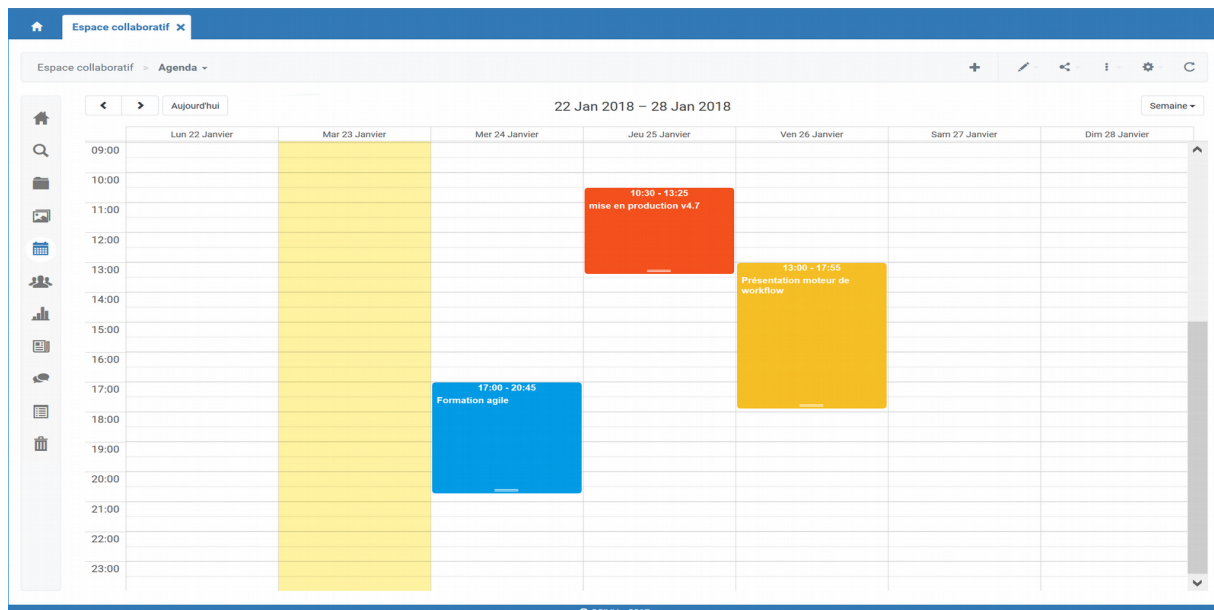 Espace collaboratif ×
Espace collaboratif > Agenda
Aujourd'hui
22 Jan 2018 – 28 Jan 2018
Semaine
Lun 22 Janvier
Mar 23 Janvier
Mer 24 Janvier
Jeu 25 Janvier
Ven 26 Janvier
Sam 27 Janvier
Dim 28 Janvier
09:00
10:00
10:30 - 13:25
11:00
mise en production v4.7
12:00
13:00
13:00 - 17:55
Présentation moteur de
workflow
14:00
15:00
16:00
17:00
17:00 - 20:45
Formation agile
18:00
19:00
20:00
21:00
22:00
23:00